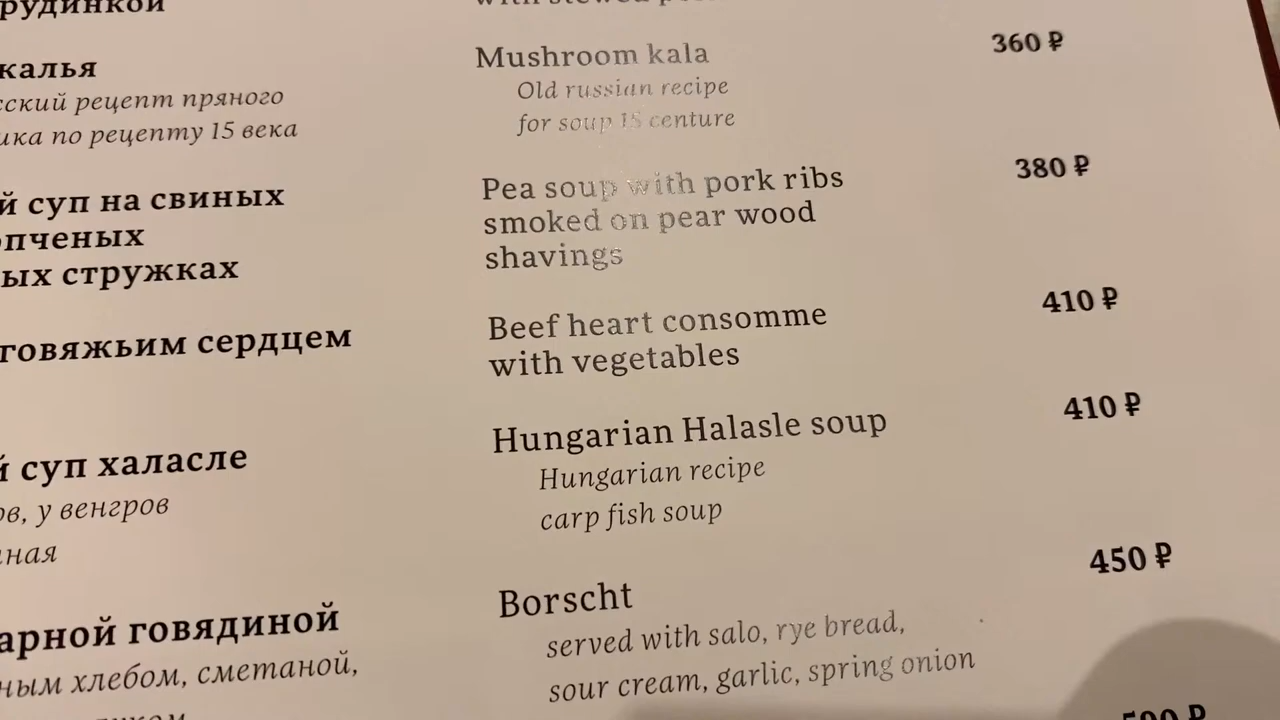 рудинкой
калья
сский рецепт пряного
ика по рецепту 15 века
й суп на свиных
пченых
ых стружках
говяжьим сердцем
й суп халасле
ов, у венгров
ная
арной говядиной
ным хлебом, сметаной,
Mushroom kala 360 ₽
Old russian recipe
for soup 15 centure
Pea soup with pork ribs 380 ₽
smoked on pear wood
shavings
Beef heart consomme 410 ₽
with vegetables
Hungarian Halasle soup 410 ₽
Hungarian recipe
carp fish soup
Borscht 450 ₽
served with salo, rye bread,
sour cream, garlic, spring onion